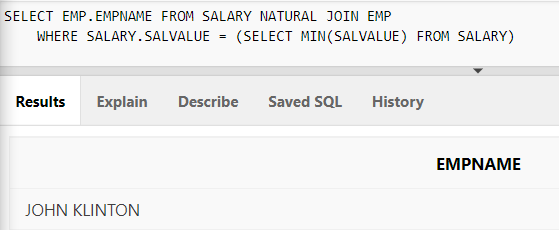 SELECT EMP.EMPNAME FROM SALARY NATURAL JOIN EMP
WHERE SALARY.SALVALUE = (SELECT MIN(SALVALUE) FROM SALARY)
Results Explain Describe Saved SQL History
EMPNAME
JOHN KLINTON